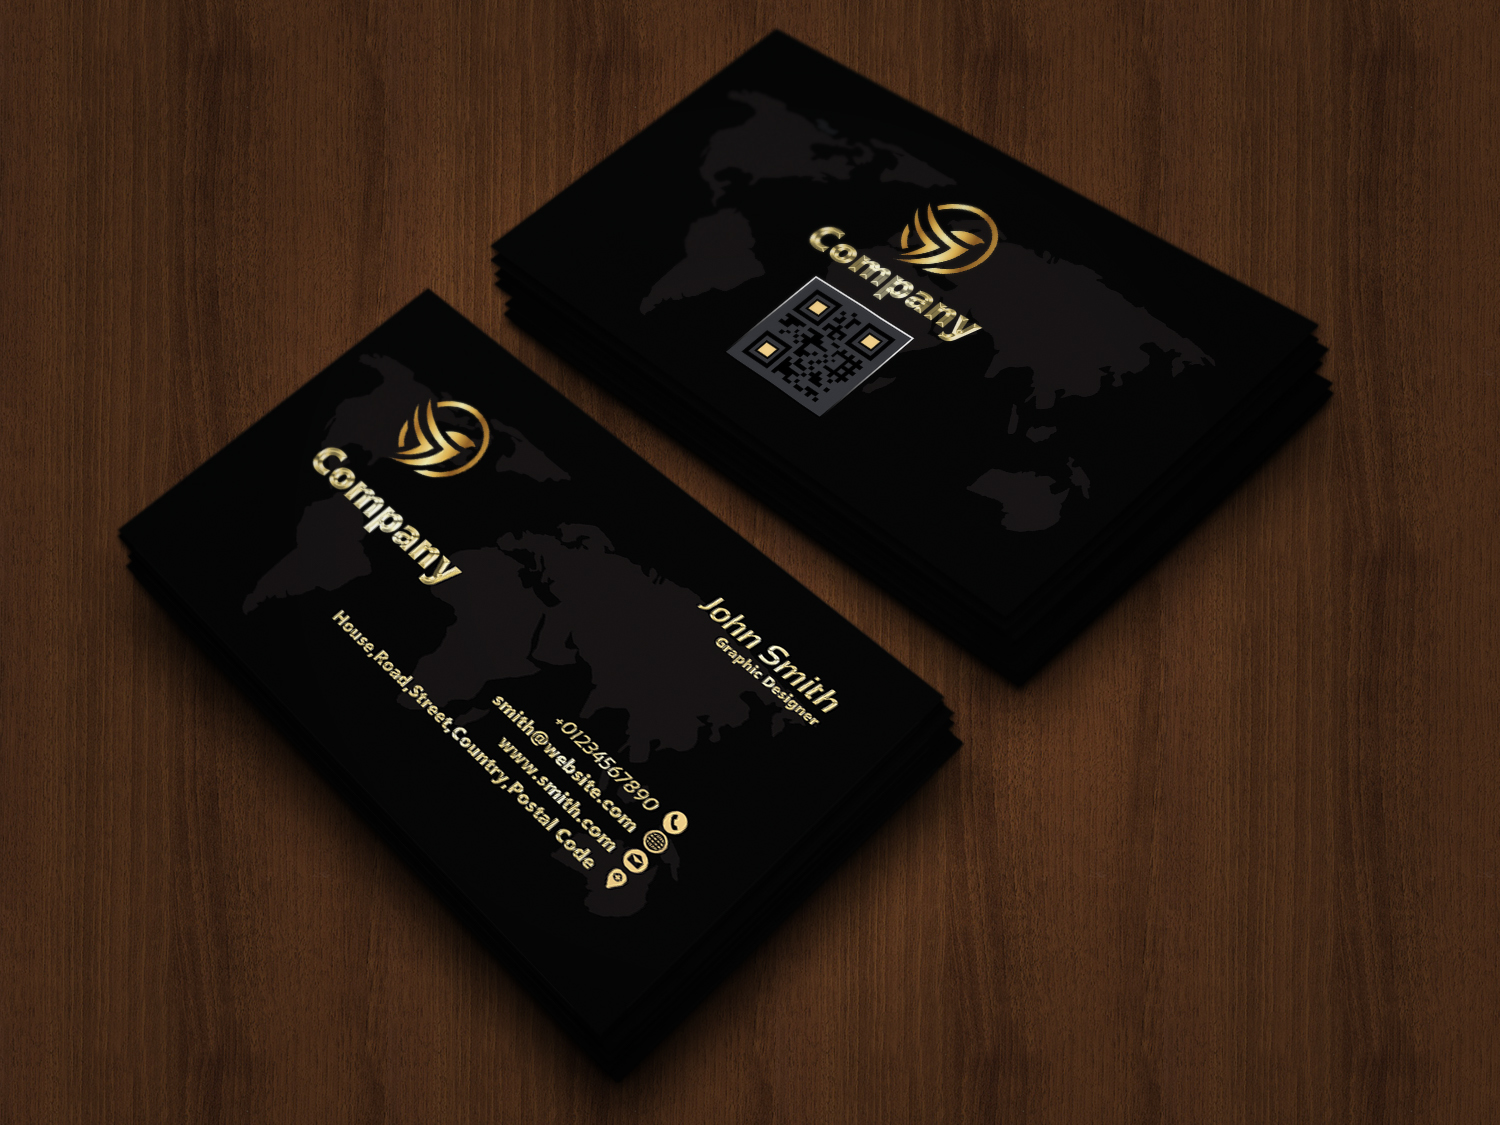 Company
Company
John Smith
Graphic Designer
+01234567890
smith@website.com
www.smith.com
House,Road,Street,Country,Postal Code